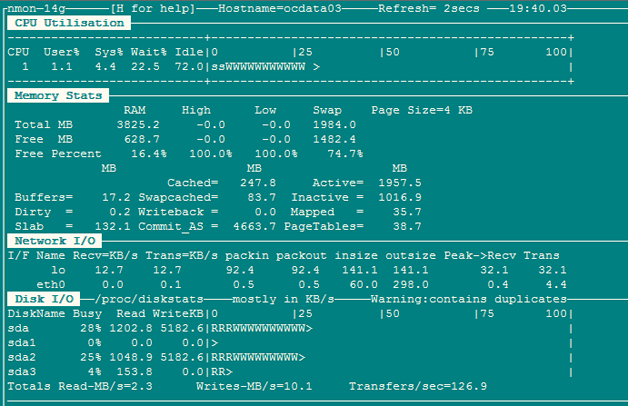 nmon-14g [H for help] Hostname=ocdata03 Refresh= 2secs 19:40.03
CPU Utilisation
CPU User% Sys% Wait% Idle|0 |25 |50 |75 100|
1 1.1 4.4 22.5 72.0|ssWWWWWWWWWWW > |
Memory Stats
RAM High Low Swap Page Size=4 KB
Total MB 3825.2 -0.0 -0.0 1984.0
Free MB 628.7 -0.0 -0.0 1482.4
Free Percent 16.4% 100.0% 100.0% 74.7%
MB MB MB
Cached= 247.8 Active= 1957.5
Buffers= 17.2 Swapcached= 83.7 Inactive = 1016.9
Dirty = 0.2 Writeback = 0.0 Mapped = 35.7
Slab = 132.1 Commit_AS = 4663.7 PageTables= 38.7
Network I/O
I/F Name Recv=KB/s Trans=KB/s packin packout insize outsize Peak->Recv Trans
lo 12.7 12.7 92.4 92.4 141.1 141.1 32.1 32.1
eth0 0.0 0.1 0.5 0.5 60.0 298.0 0.4 4.4
Disk I/O /proc/diskstats mostly in KB/s Warning:contains duplicates
DiskName Busy Read WriteKB|0 |25 |50 |75 100|
sda 28% 1202.8 5182.6|RRRWWWWWWWWWWW> |
sda1 0% 0.0 0.0|> |
sda2 25% 1048.9 5182.6|RRRWWWWWWWWWW> |
sda3 4% 153.8 0.0|RR> |
Totals Read-MB/s=2.3 Writes-MB/s=10.1 Transfers/sec=126.9